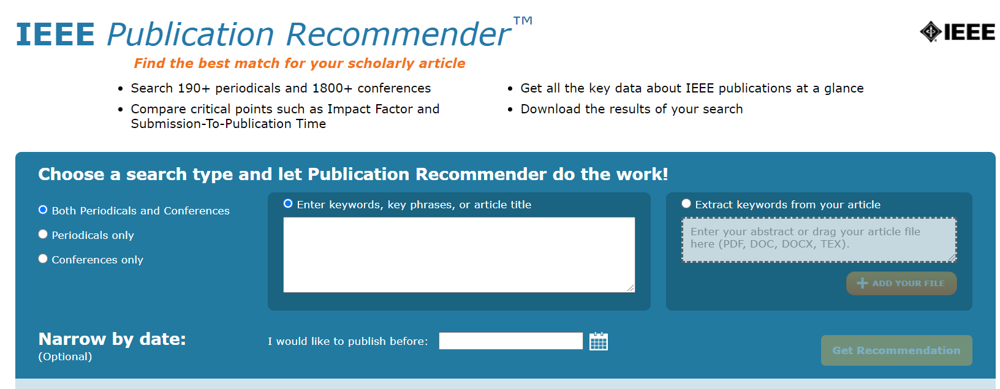 IEEE Publication Recommender™
IEEE
Find the best match for your scholarly article
• Search 190+ periodicals and 1800+ conferences
• Compare critical points such as Impact Factor and
Submission-To-Publication Time
• Get all the key data about IEEE publications at a glance
• Download the results of your search
Choose a search type and let Publication Recommender do the work!
Both Periodicals and Conferences
Periodicals only
Conferences only
Enter keywords, key phrases, or article title
Extract keywords from your article
Enter your abstract or drag your article file
here (PDF, DOC, DOCX, TEX).
ADD YOUR FILE
Narrow by date:
(Optional)
I would like to publish before:
Get Recommendation